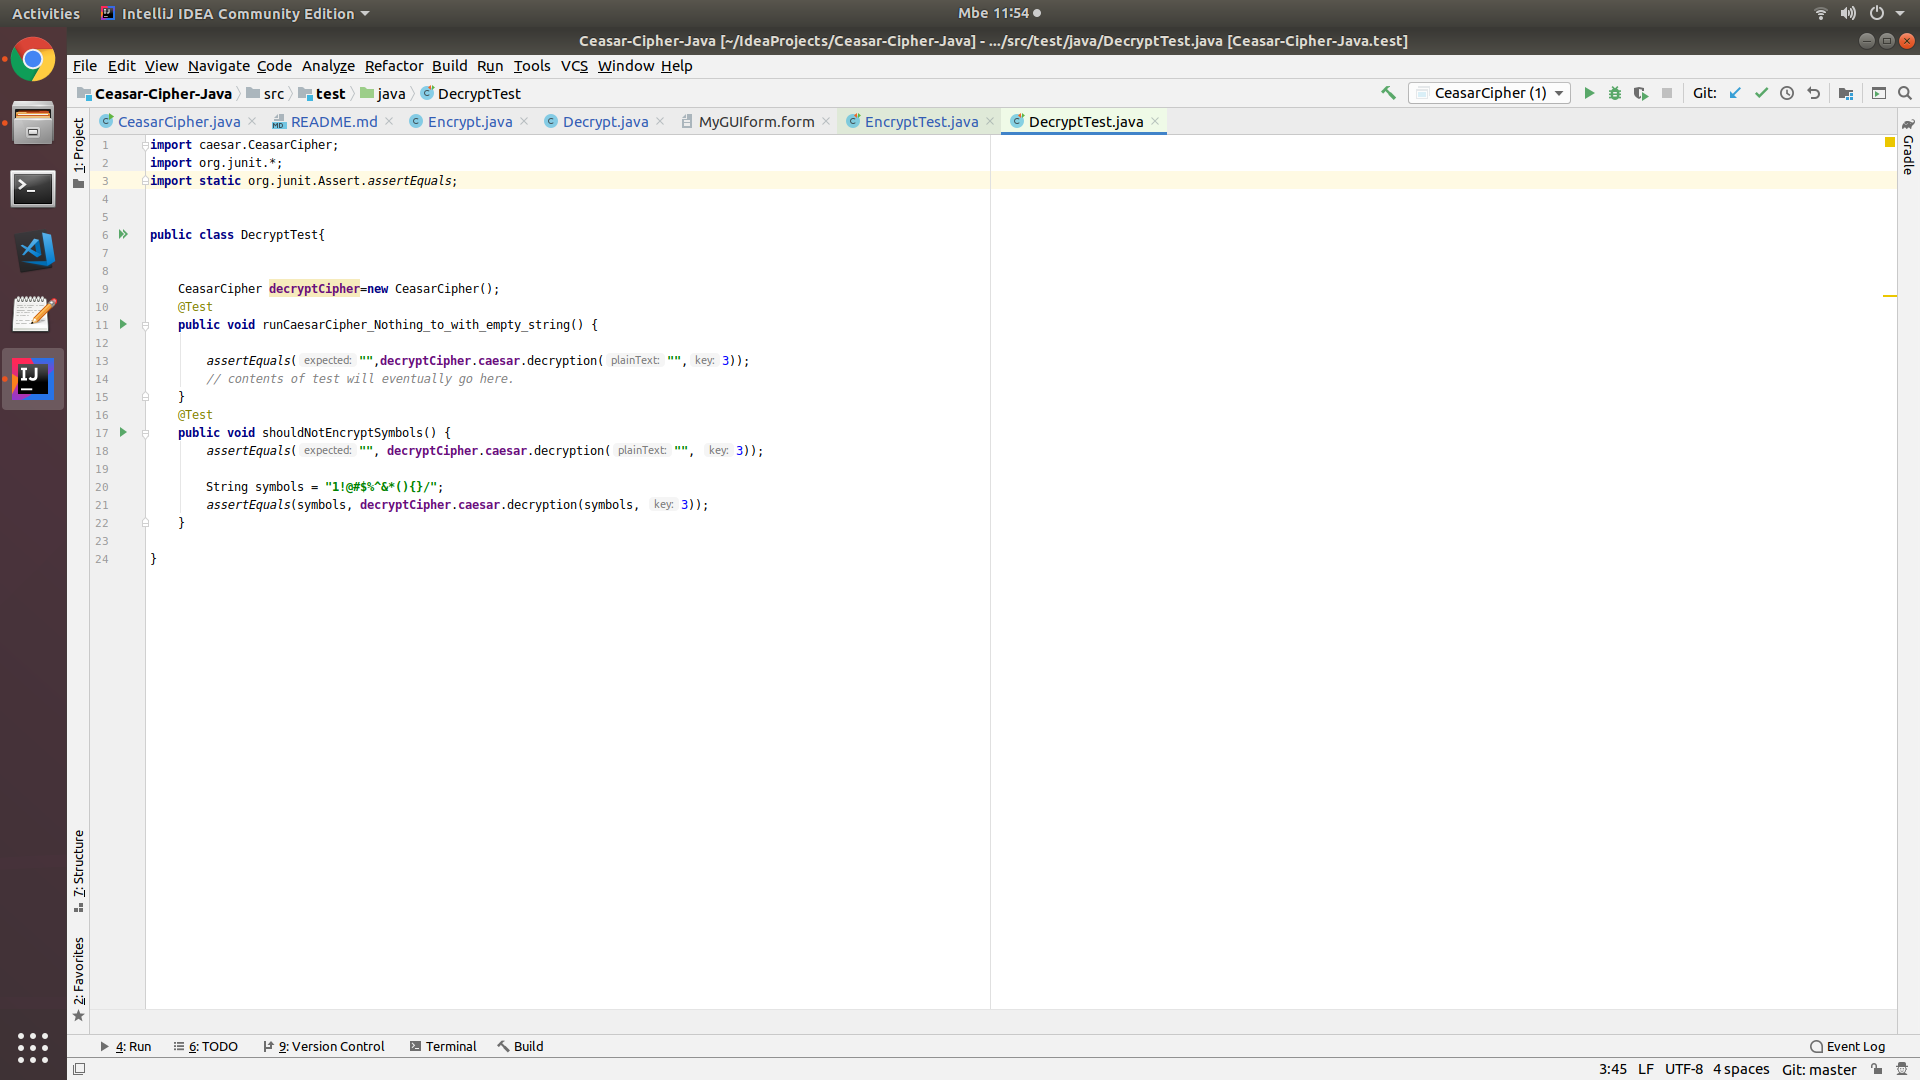 Activities IntelliJ IDEA Community Edition Mbe 11:54
Ceasar-Cipher-Java [~/IdeaProjects/Ceasar-Cipher-Java] - .../src/test/java/DecryptTest.java [Ceasar-Cipher-Java.test]
File Edit View Navigate Code Analyze Refactor Build Run Tools VCS Window Help
Ceasar-Cipher-Java src test java DecryptTest CeasarCipher (1) Git:
CeasarCipher.java README.md Encrypt.java Decrypt.java MyGUIform.form EncryptTest.java DecryptTest.java
1: Project
Gradle
1 import caesar.CeasarCipher;
2 import org.junit.*;
3 import static org.junit.Assert.assertEquals;
4
5
6 public class DecryptTest{
7
8
9 CeasarCipher decryptCipher=new CeasarCipher();
10 @Test
11 public void runCaesarCipher_Nothing_to_with_empty_string() {
12
13 assertEquals( expected: "",decryptCipher.caesar.decryption( plainText: "", key: 3));
14 // contents of test will eventually go here.
15 }
16 @Test
17 public void shouldNotEncryptSymbols() {
18 assertEquals( expected: "", decryptCipher.caesar.decryption( plainText: "", key: 3));
19
20 String symbols = "1!@#$%^&*(){}/";
21 assertEquals(symbols, decryptCipher.caesar.decryption(symbols, key: 3));
22 }
23
24 }
7: Structure
2: Favorites
4: Run 6: TODO 9: Version Control Terminal Build Event Log
3:45 LF UTF-8 4 spaces Git: master